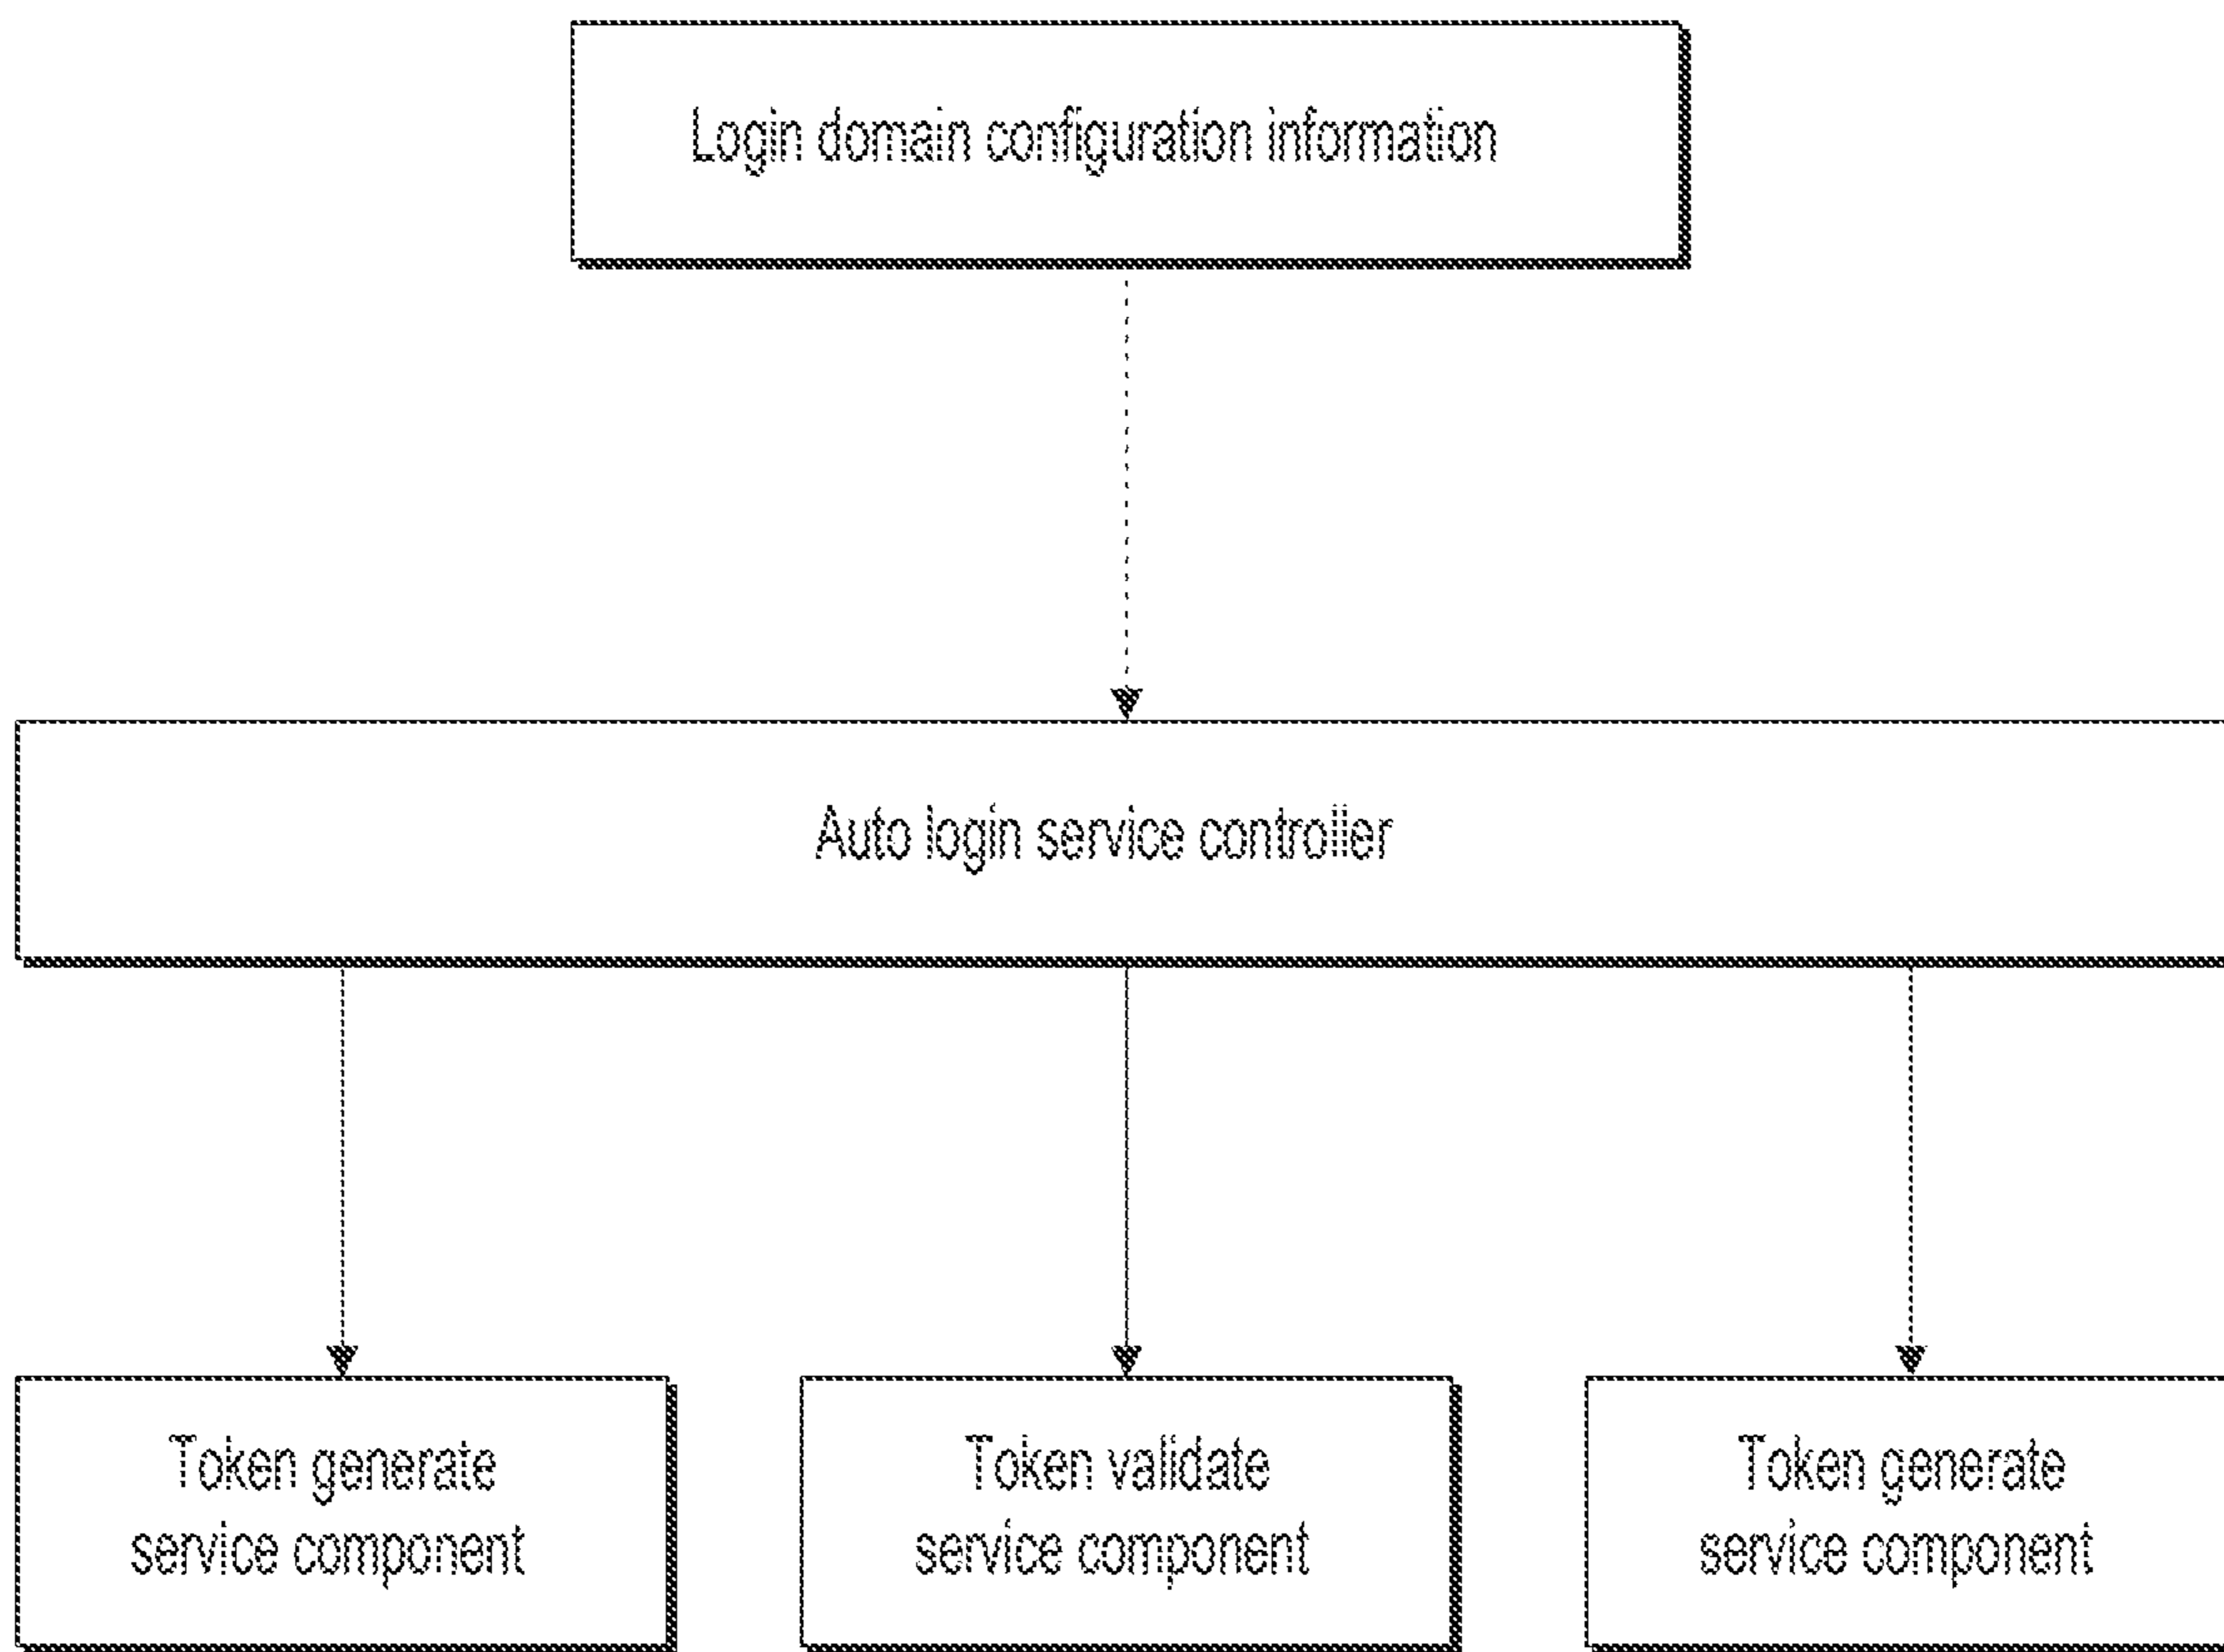 Login domain configuration information
Auto login service controller
Token generate
service component
Token validate
service component
Token generate
service component